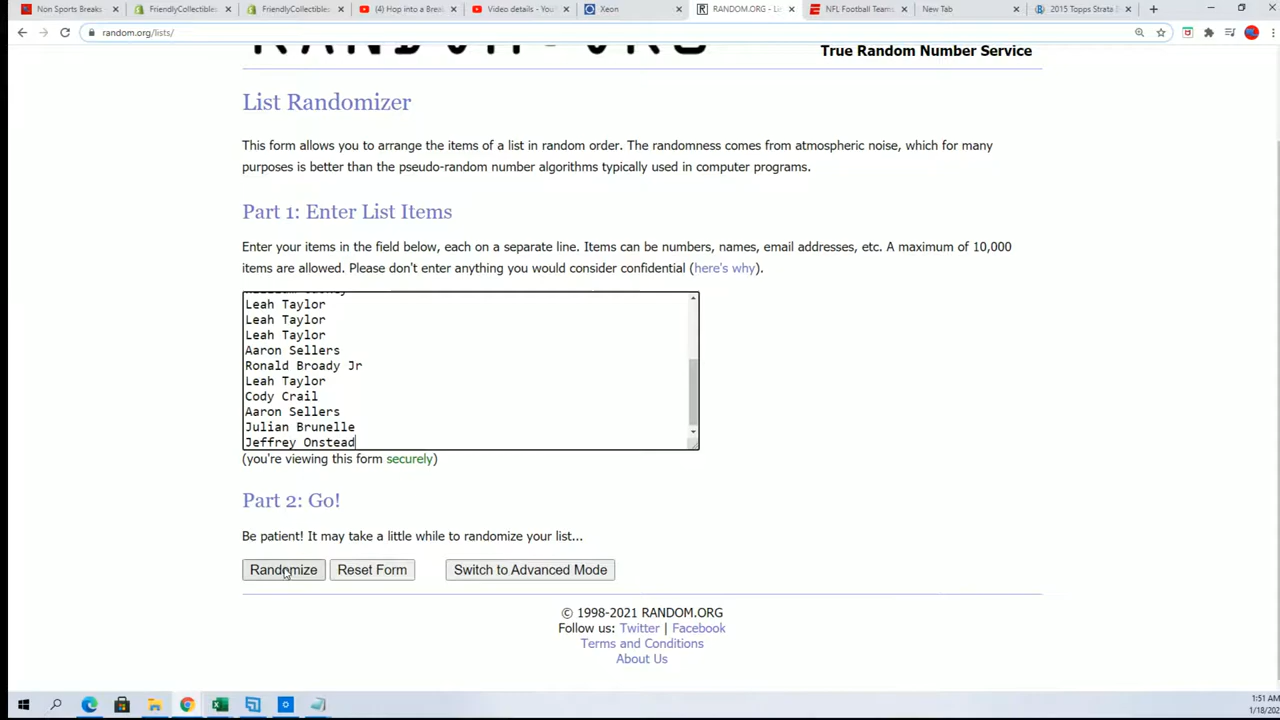 Non Sports Breaks
FriendlyCollectibles
FriendlyCollectibles
(4) Hop into a Break
Video details - You
Xeon
RANDOM.ORG - Li
NFL Football Teams
New Tab
2015 Topps Strata
random.org/lists/
RANDOM.ORG
True Random Number Service
List Randomizer
This form allows you to arrange the items of a list in random order. The randomness comes from atmospheric noise, which for many
purposes is better than the pseudo-random number algorithms typically used in computer programs.
Part 1: Enter List Items
Enter your items in the field below, each on a separate line. Items can be numbers, names, email addresses, etc. A maximum of 10,000
items are allowed. Please don't enter anything you would consider confidential (here's why).
Leah Taylor
Leah Taylor
Leah Taylor
Aaron Sellers
Ronald Broady Jr
Leah Taylor
Cody Crail
Aaron Sellers
Julian Brunelle
Jeffrey Onstead
(you're viewing this form securely)
Part 2: Go!
Be patient! It may take a little while to randomize your list...
Randomize
Reset Form
Switch to Advanced Mode
© 1998-2021 RANDOM.ORG
Follow us: Twitter | Facebook
Terms and Conditions
About Us
1:51 AM
1/18/202